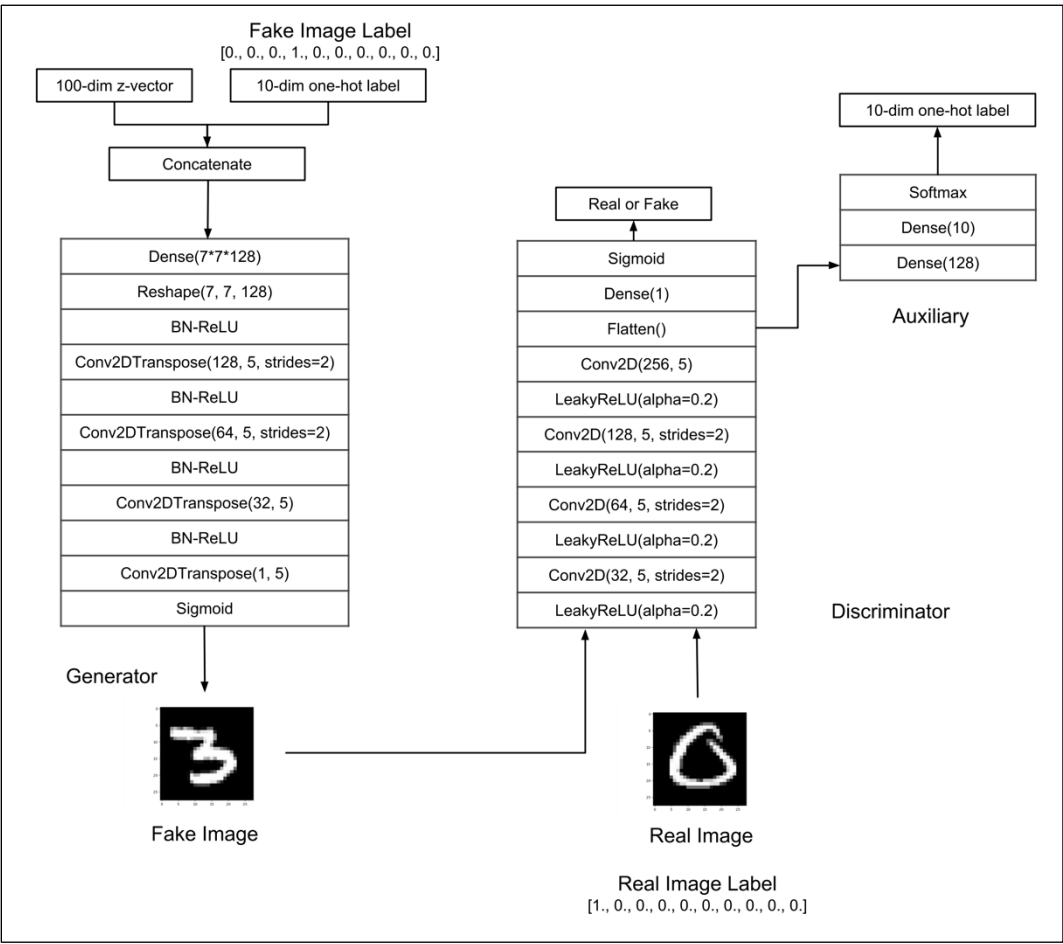 Fake Image Label
[0., 0., 0., 1., 0., 0., 0., 0., 0., 0.]
100-dim z-vector
10-dim one-hot label
Concatenate
Dense(7*7*128)
Reshape(7, 7, 128)
BN-ReLU
Conv2DTranspose(128, 5, strides=2)
BN-ReLU
Conv2DTranspose(64, 5, strides=2)
BN-ReLU
Conv2DTranspose(32, 5)
BN-ReLU
Conv2DTranspose(1, 5)
Sigmoid
Generator
Fake Image
Real or Fake
Sigmoid
Dense(1)
Flatten()
Conv2D(256, 5)
LeakyReLU(alpha=0.2)
Conv2D(128, 5, strides=2)
LeakyReLU(alpha=0.2)
Conv2D(64, 5, strides=2)
LeakyReLU(alpha=0.2)
Conv2D(32, 5, strides=2)
LeakyReLU(alpha=0.2)
Discriminator
10-dim one-hot label
Softmax
Dense(10)
Dense(128)
Auxiliary
Real Image
Real Image Label
[1., 0., 0., 0., 0., 0., 0., 0., 0., 0.]